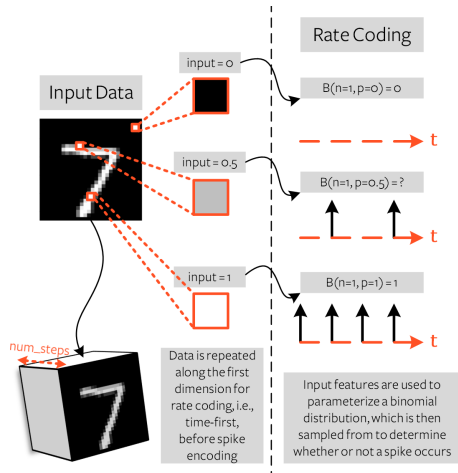 Input Data
input = 0
input = 0.5
input = 1
num_steps
Data is repeated
along the first
dimension for
rate coding, i.e.,
time-first,
before spike
encoding
Rate Coding
B(n=1, p=0) = 0
t
B(n=1, p=0.5) = ?
t
B(n=1, p=1) = 1
t
Input features are used to
parameterize a binomial
distribution, which is then
sampled from to determine
whether or not a spike occurs